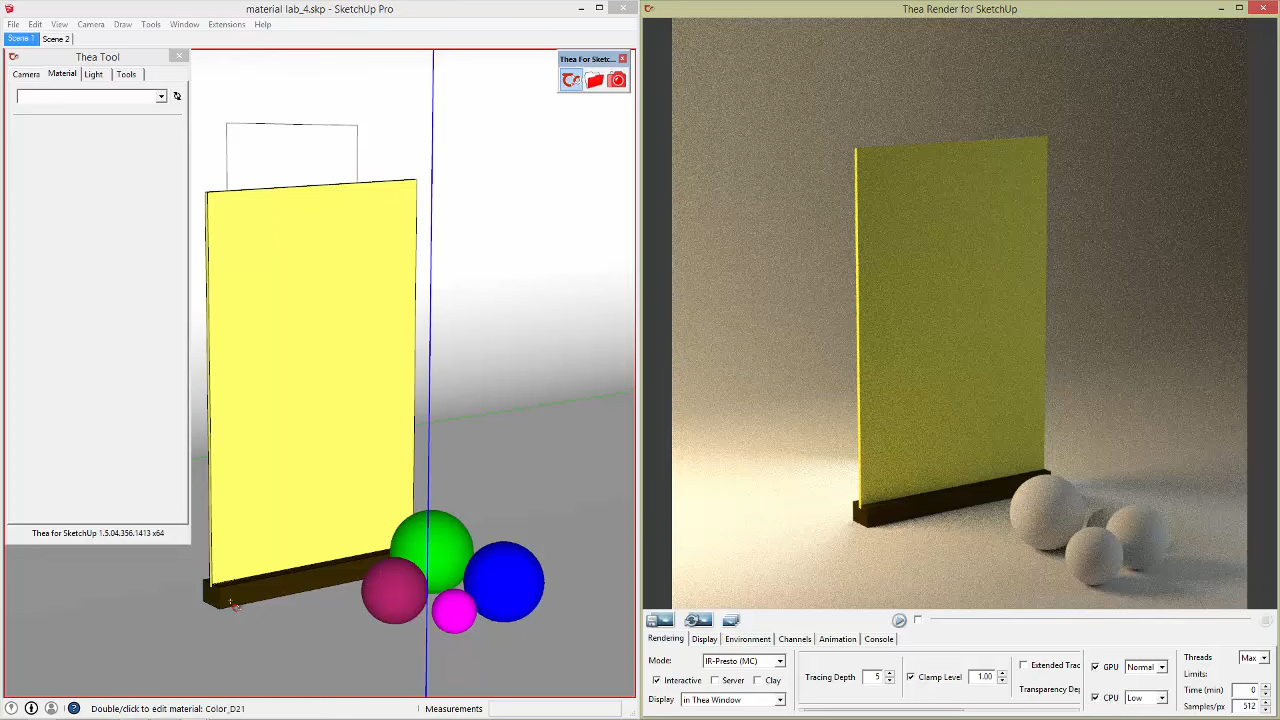 material lab_4.skp - SketchUp Pro
File Edit View Camera Draw Tools Window Extensions Help
Scene 1 Scene 2
Thea Tool
Camera Material Light Tools
Thea For Sketc...
Thea for SketchUp 1.5.04.356.1413 x64
Double/click to edit material: Color_D21
Measurements
Thea Render for SketchUp
Rendering Display Environment Channels Animation Console
Mode: IR-Presto (MC)
Interactive Server Clay
Display in Thea Window
Tracing Depth 5
Clamp Level 1.00
Extended Trac
Transparency De
GPU Normal
CPU Low
Threads Max
Limits:
Time (min) 0
Samples/px 512